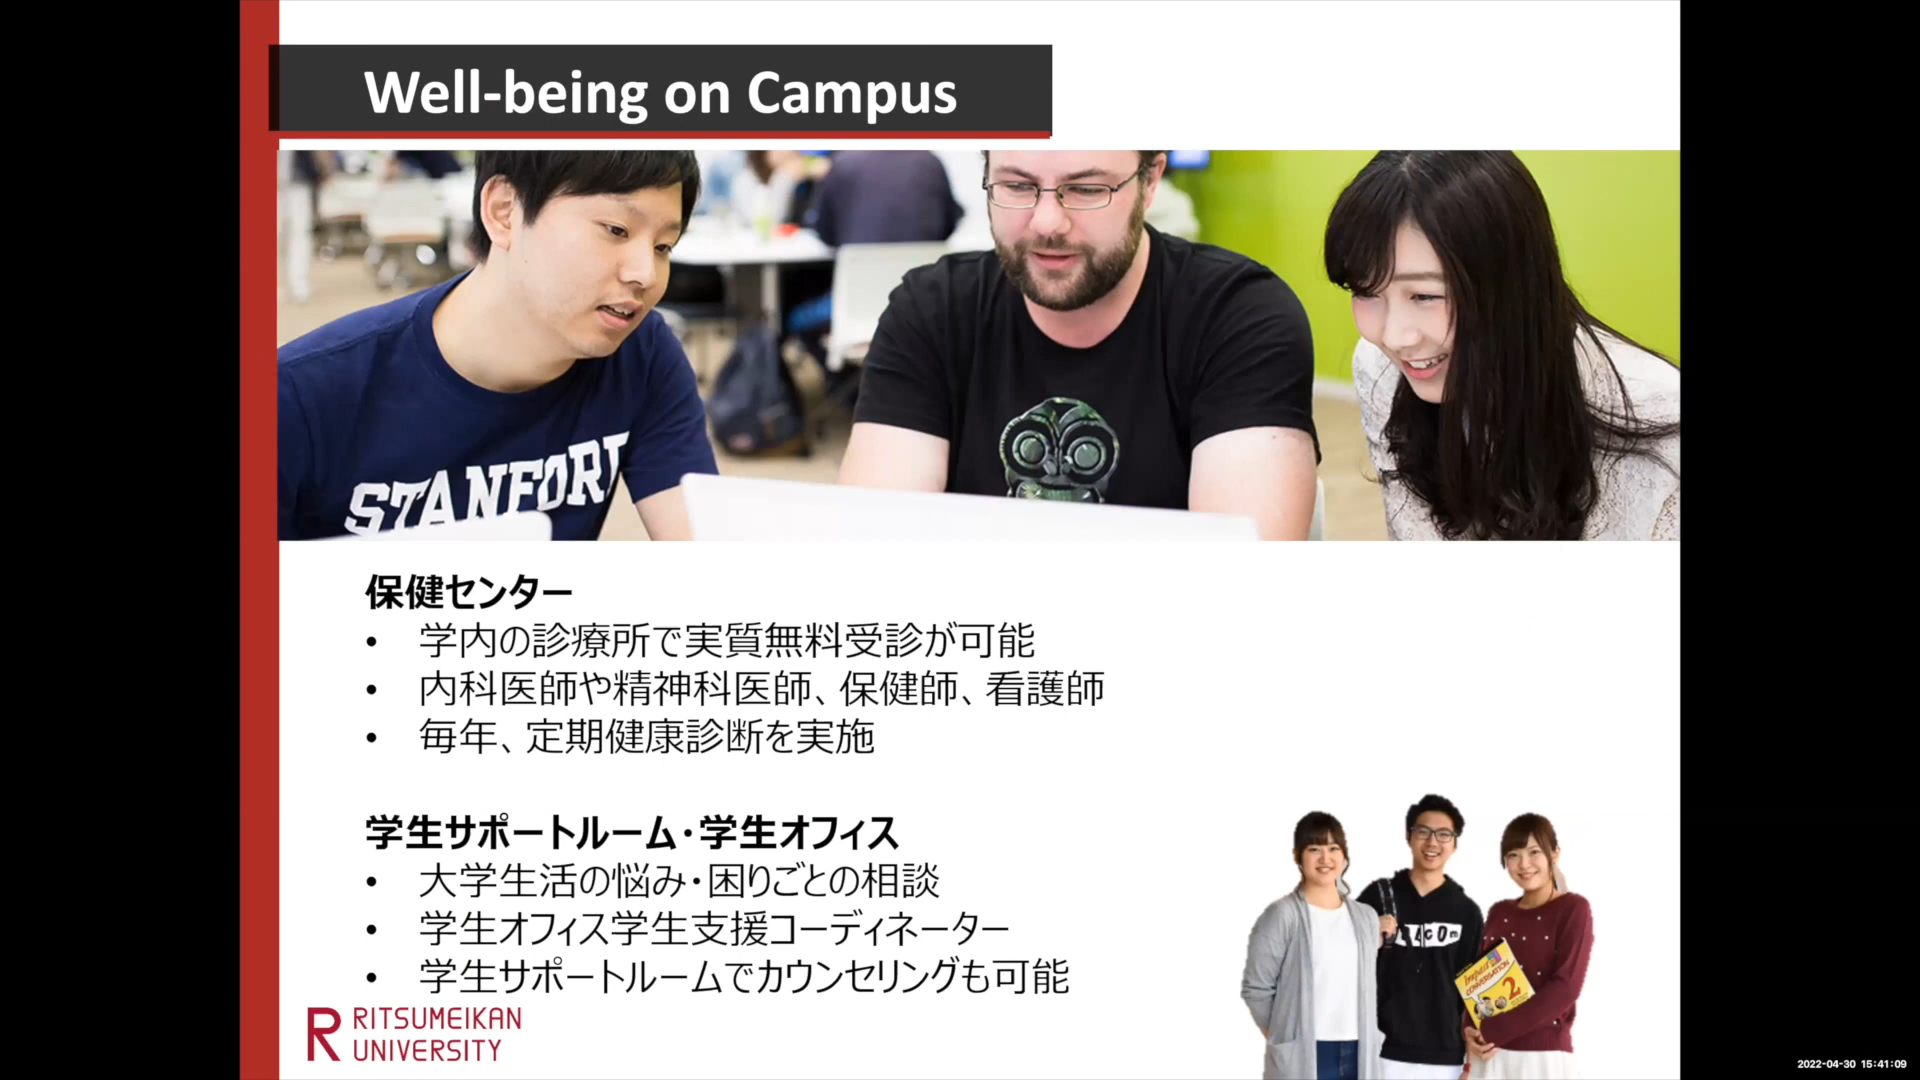 Well-being on Campus
STANFORD
保健センター
• 学内の診療所で実質無料受診が可能
• 内科医師や精神科医師、保健師、看護師
• 毎年、定期健康診断を実施
学生サポートルーム・学生オフィス
• 大学生活の悩み・困りごとの相談
• 学生オフィス学生支援コーディネーター
• 学生サポートルームでカウンセリングも可能
Impact
CONVERSATION
2
R RITSUMEIKAN
UNIVERSITY
2022-04-30 15:41:09